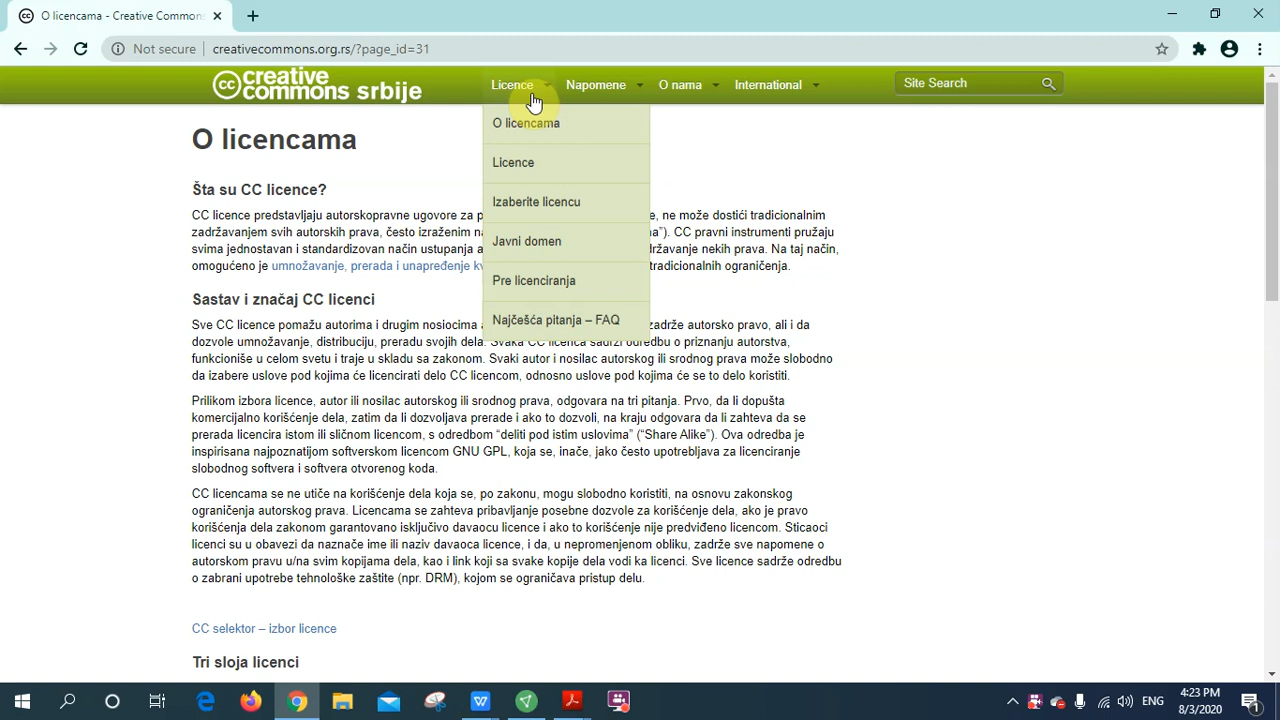 O licencama - Creative Commons
Not secure
creativecommons.org.rs/?page_id=31
cc creative commons srbije
Licence
Napomene
O nama
International
Site Search
O licencama
Licence
Izaberite licencu
Javni domen
Pre licenciranja
Najčešća pitanja – FAQ
O licencama
Šta su CC licence?
CC licence predstavljaju autorskopravne ugovore za p e, ne može dostići tradicionalnim
zadržavanjem svih autorskih prava, često izraženim na ma”). CC pravni instrumenti pružaju
svima jednostavan i standardizovan način ustupanja a državanje nekih prava. Na taj način,
omogućeno je umnožavanje, prerada i unapređenje kv tradicionalnih ograničenja.
Sastav i značaj CC licenci
Sve CC licence pomažu autorima i drugim nosiocima zadrže autorsko pravo, ali i da
dozvole umnožavanje, distribuciju, preradu svojih dela. Svaka CC licenca sadrži odredbu o priznanju autorstva,
funkcioniše u celom svetu i traje u skladu sa zakonom. Svaki autor i nosilac autorskog ili srodnog prava može slobodno
da izabere uslove pod kojima će licencirati delo CC licencom, odnosno uslove pod kojima će se to delo koristiti.
Prilikom izbora licence, autor ili nosilac autorskog ili srodnog prava, odgovara na tri pitanja. Prvo, da li dopušta
komercijalno korišćenje dela, zatim da li dozvoljava prerade i ako to dozvoli, na kraju odgovara da li zahteva da se
prerada licencira istom ili sličnom licencom, s odredbom “deliti pod istim uslovima” (“Share Alike”). Ova odredba je
inspirisana najpoznatijom softverskom licencom GNU GPL, koja se, inače, jako često upotrebljava za licenciranje
slobodnog softvera i softvera otvorenog koda.
CC licencama se ne utiče na korišćenje dela koja se, po zakonu, mogu slobodno koristiti, na osnovu zakonskog
ograničenja autorskog prava. Licencama se zahteva pribavljanje posebne dozvole za korišćenje dela, ako je pravo
korišćenja dela zakonom garantovano isključivo davaocu licence i ako to korišćenje nije predviđeno licencom. Sticaoci
licenci su u obavezi da naznače ime ili naziv davaoca licence, i da, u nepromenjenom obliku, zadrže sve napomene o
autorskom pravu u/na svim kopijama dela, kao i link koji sa svake kopije dela vodi ka licenci. Sve licence sadrže odredbu
o zabrani upotrebe tehnološke zaštite (npr. DRM), kojom se ograničava pristup delu.
CC selektor – izbor licence
Tri sloja licenci
ENG
4:23 PM
8/3/2020
1